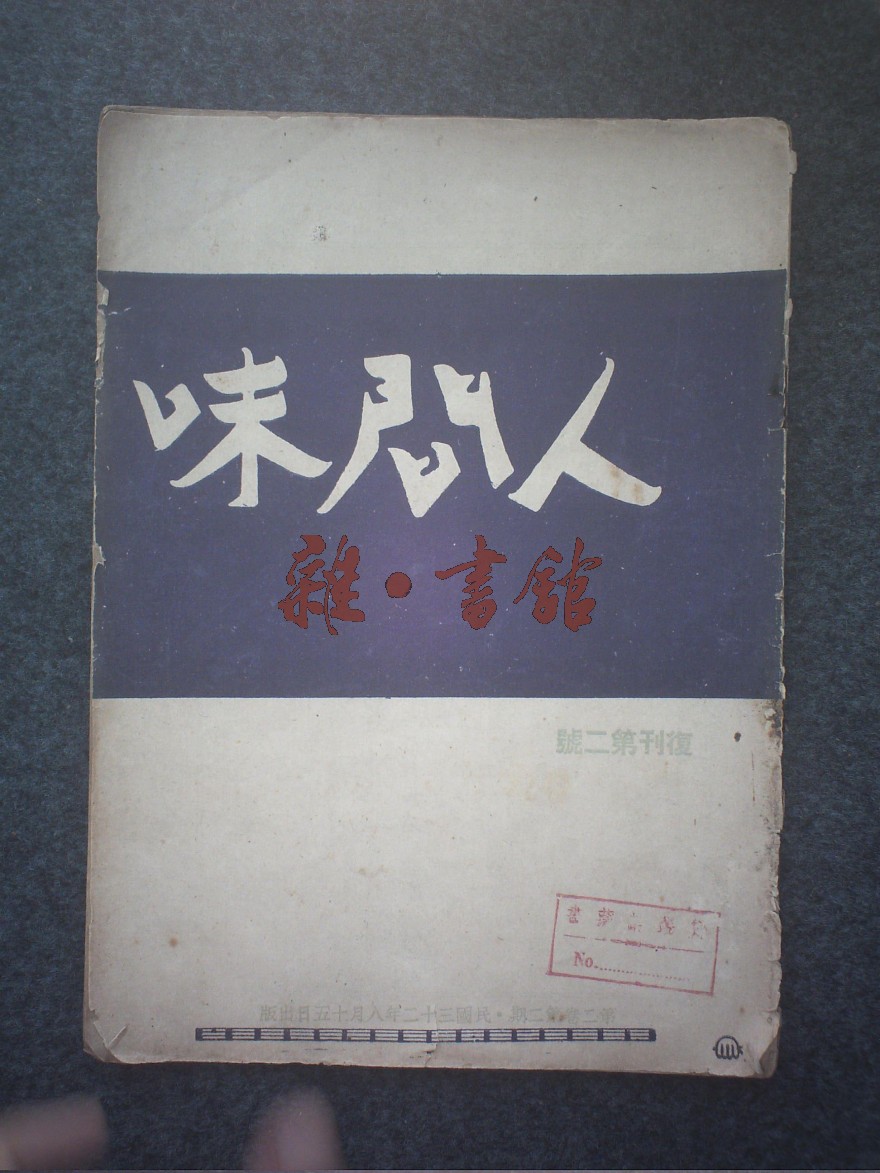 人間味
雜·書館
復刊第二號
No.
第二卷第二期·民國三十二年八月十五日出版